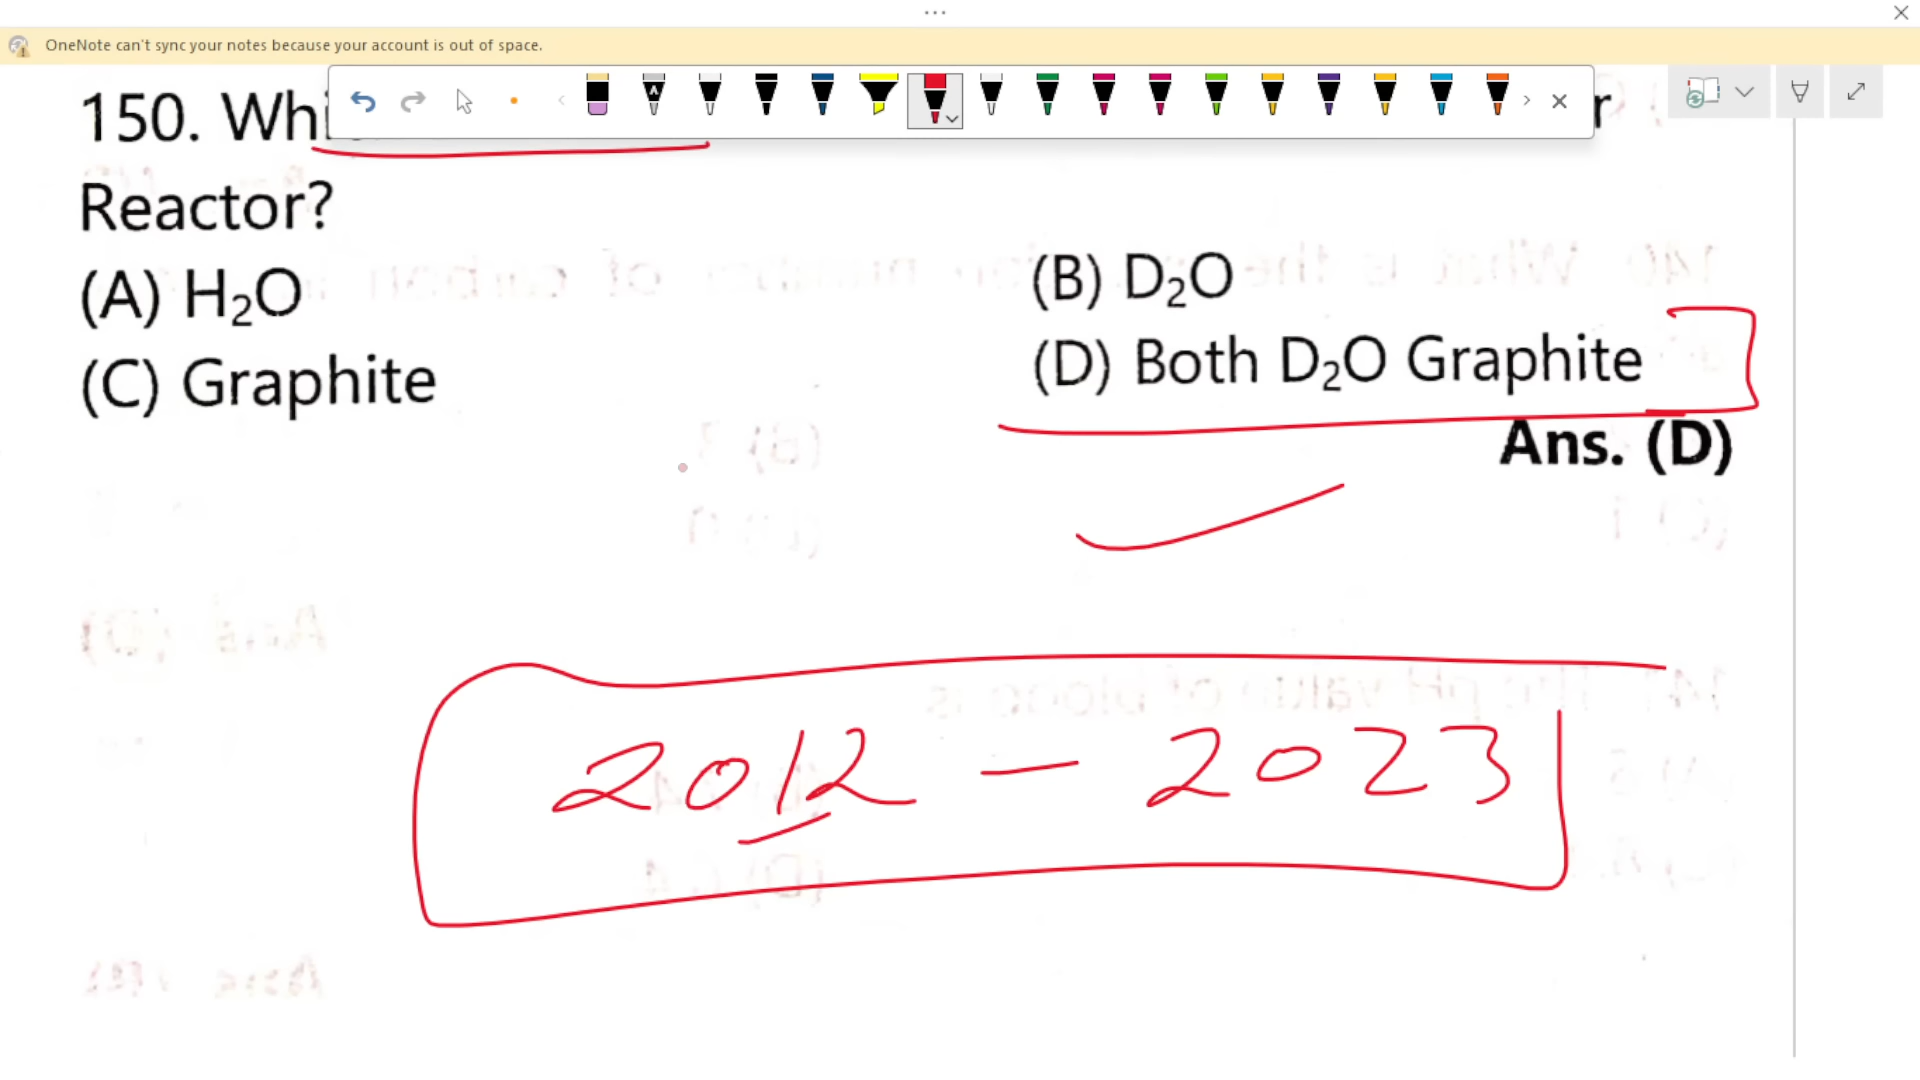 OneNote can't sync your notes because your account is out of space.
150. Whi r
Reactor?
(A) H₂O (B) D₂O
(C) Graphite (D) Both D₂O Graphite
Ans. (D)
2012 – 2023